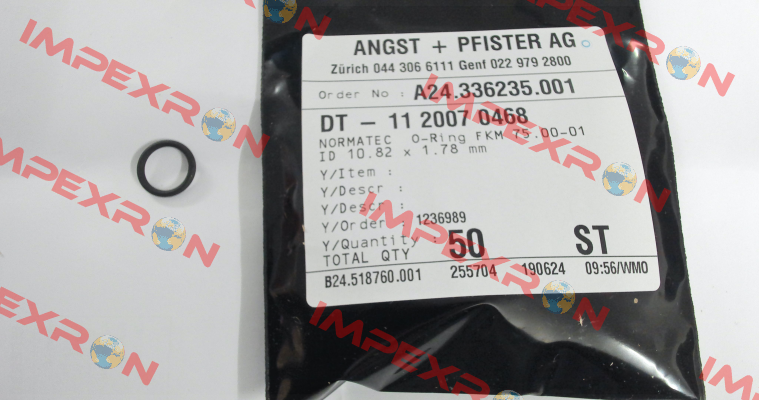 ANGST + PFISTER AG
Zürich 044 306 6111 Genf 022 979 2800
Order No : A24.336235.001
DT - 11 2007 0468
NORMATEC O-Ring FKM 75.00-01
ID 10.82 x 1.78 mm
Y/Item :
Y/Descr :
Y/Descr :
Y/Order : 1236989
Y/Quantity : 50 ST
TOTAL QTY
B24.518760.001 255704 190624 09:56/WMO
IMPEXRON
IMPEXRON
IMPEXRON
IMPEXRON
IMPEXRON
IMPEXRON
IMPEXRON